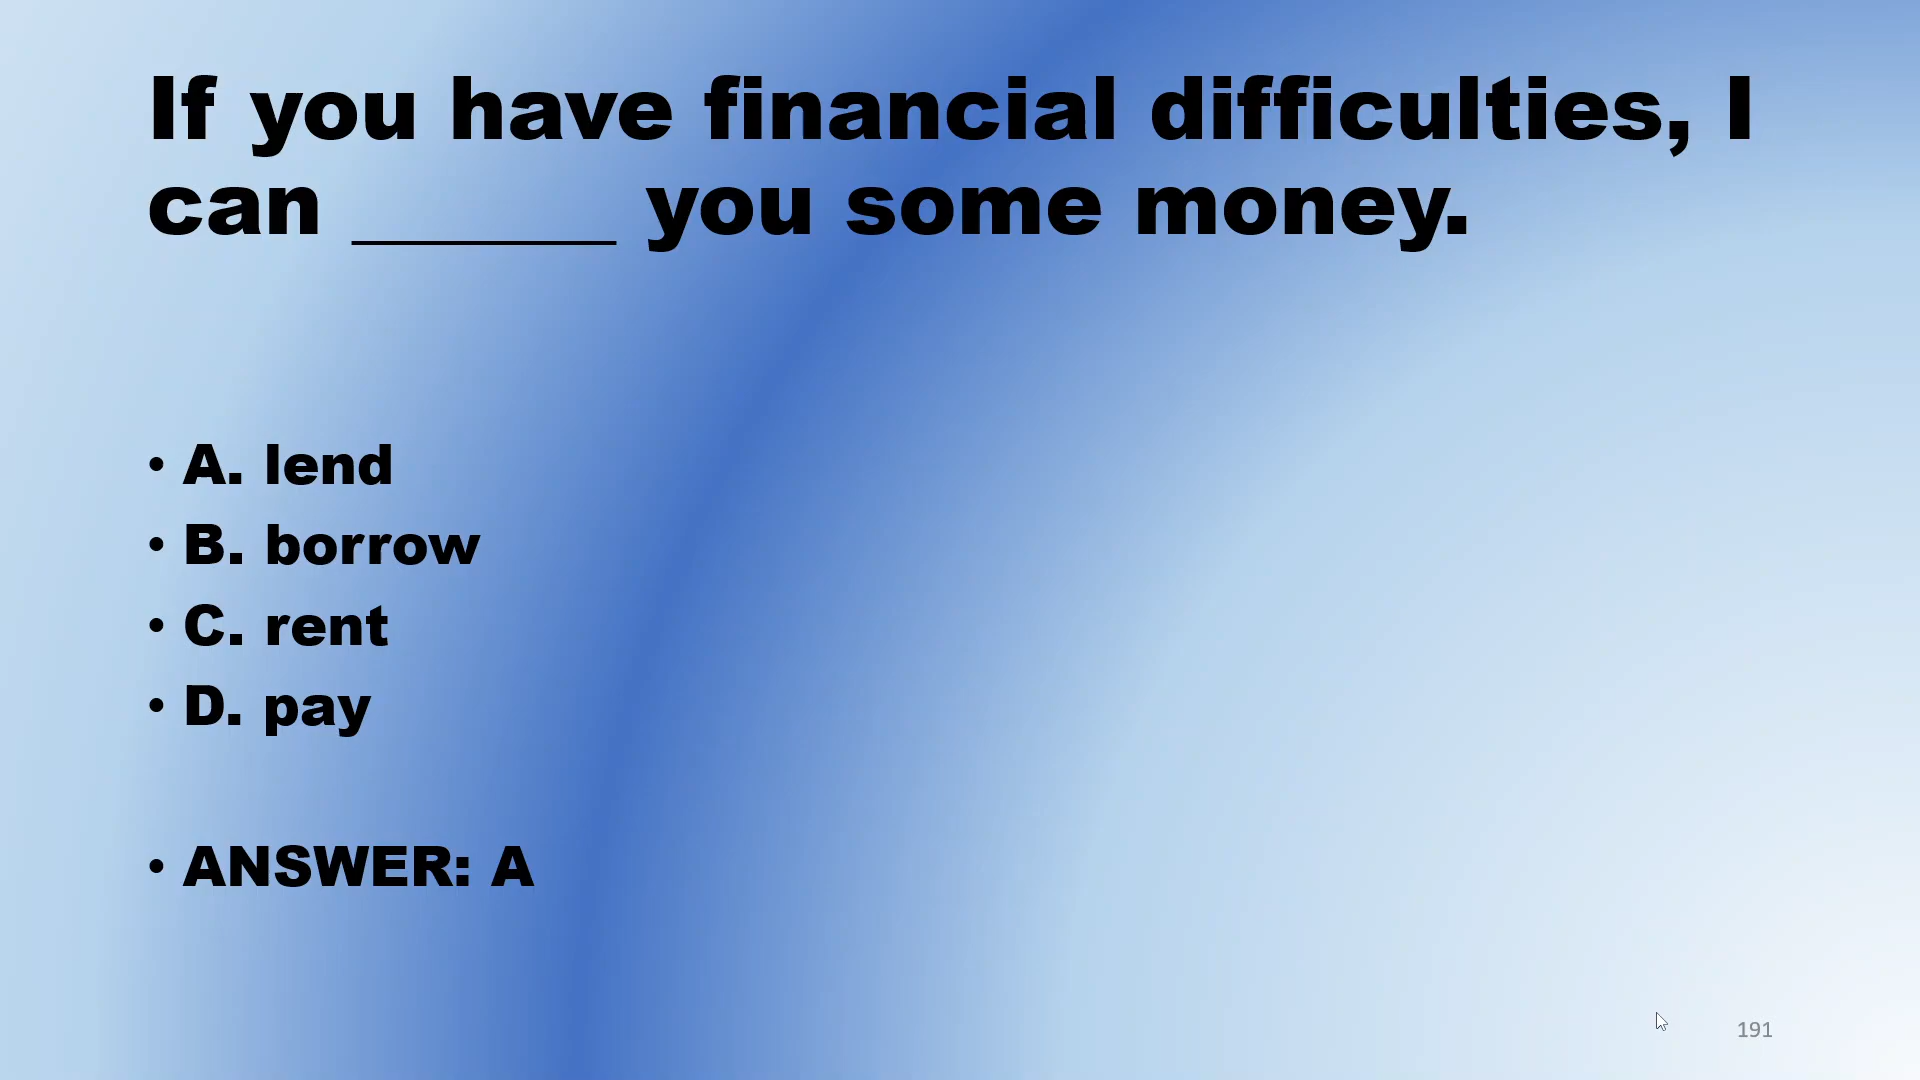 If you have financial difficulties, I
can ______ you some money.
• A. lend
• B. borrow
• C. rent
• D. pay
• ANSWER: A
191